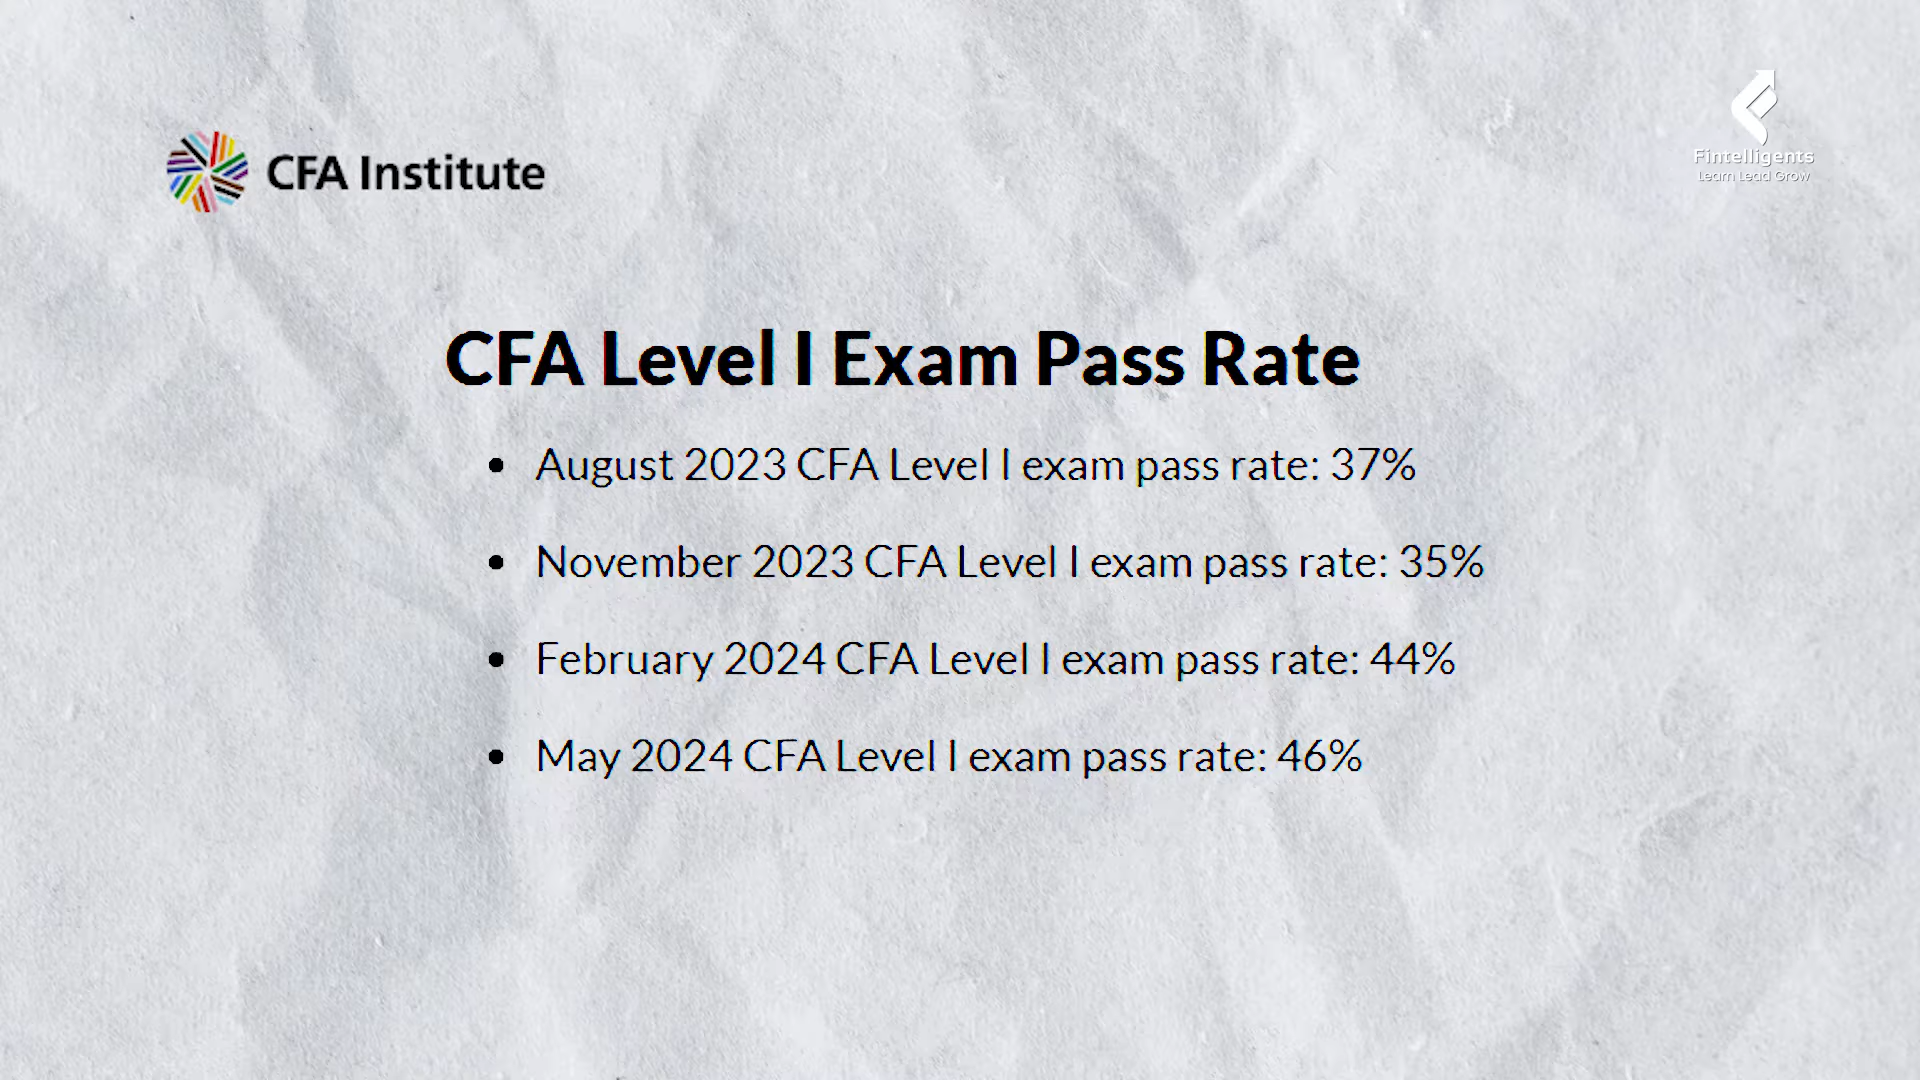 CFA Institute
Fintelligents
Learn Lead Grow
CFA Level I Exam Pass Rate
August 2023 CFA Level I exam pass rate: 37%
November 2023 CFA Level I exam pass rate: 35%
February 2024 CFA Level I exam pass rate: 44%
May 2024 CFA Level I exam pass rate: 46%